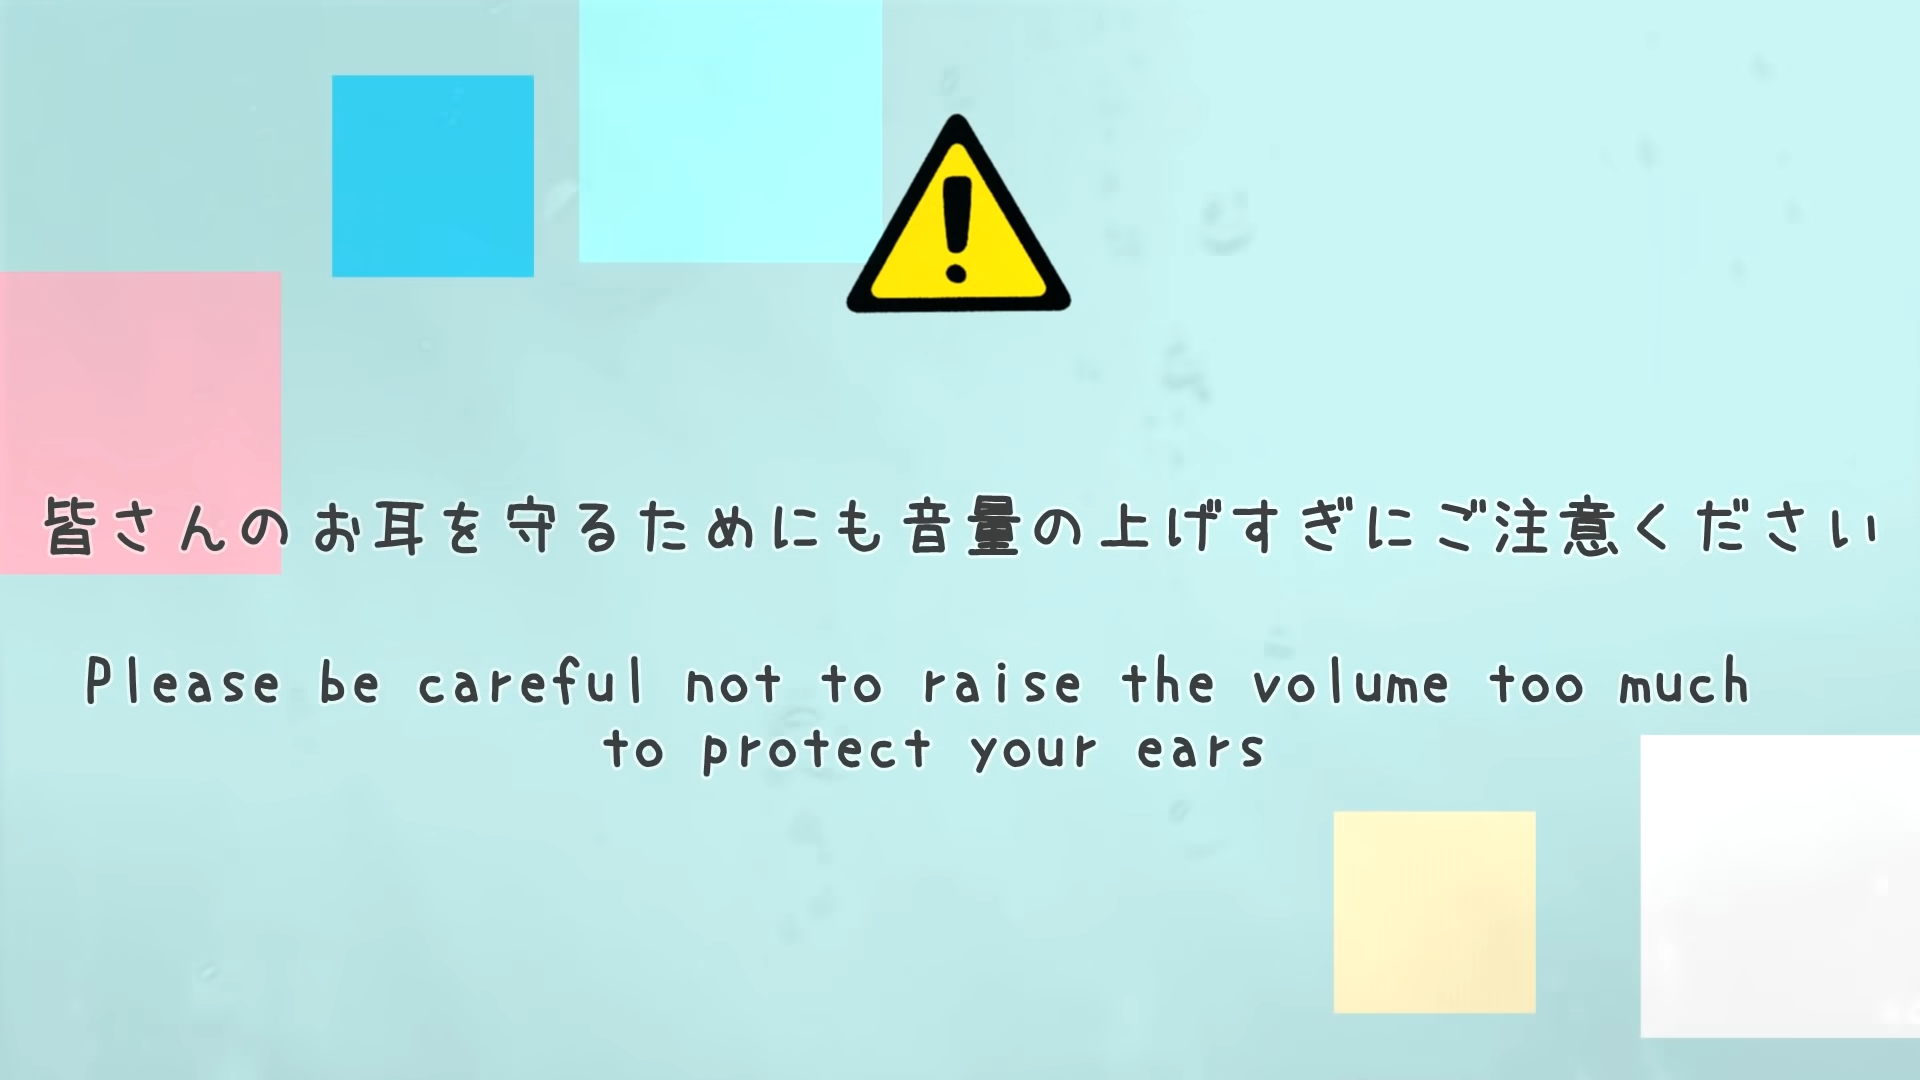 皆さんのお耳を守るためにも音量の上げすぎにご注意ください
Please be careful not to raise the volume too much
to protect your ears